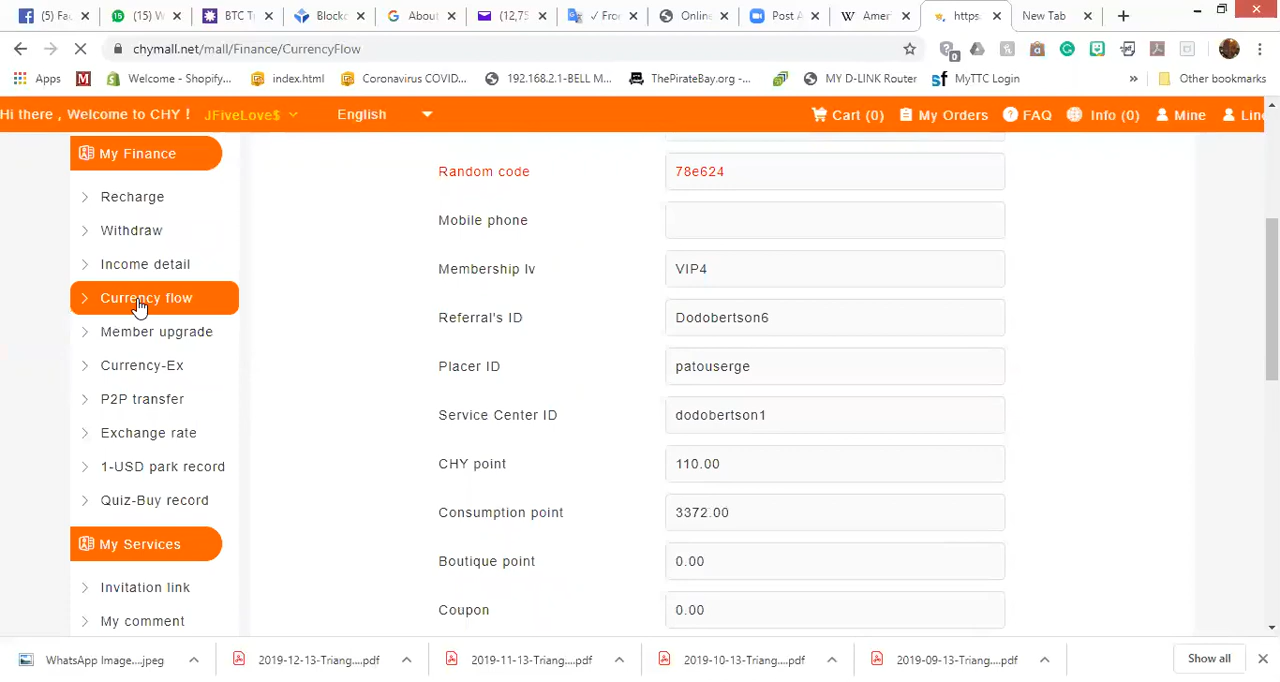 (5) Fa
(15) W
BTC T
Blockc
Abou
(12,75
✓ Fro
Onlin
Post A
Amer
https:
New Tab
chymall.net/mall/Finance/CurrencyFlow
Apps
Welcome - Shopify...
index.html
Coronavirus COVID...
192.168.2.1-BELL M...
ThePirateBay.org -...
MY D-LINK Router
MyTTC Login
»
Other bookmarks
Hi there , Welcome to CHY !
JFiveLove$
English
Cart (0)
My Orders
FAQ
Info (0)
Mine
Lin
My Finance
Recharge
Withdraw
Income detail
Currency flow
Member upgrade
Currency-Ex
P2P transfer
Exchange rate
1-USD park record
Quiz-Buy record
My Services
Invitation link
My comment
Random code 78e624
Mobile phone
Membership lv VIP4
Referral's ID Dodobertson6
Placer ID patouserge
Service Center ID dodobertson1
CHY point 110.00
Consumption point 3372.00
Boutique point 0.00
Coupon 0.00
WhatsApp Image....jpeg
2019-12-13-Triang....pdf
2019-11-13-Triang....pdf
2019-10-13-Triang....pdf
2019-09-13-Triang....pdf
Show all